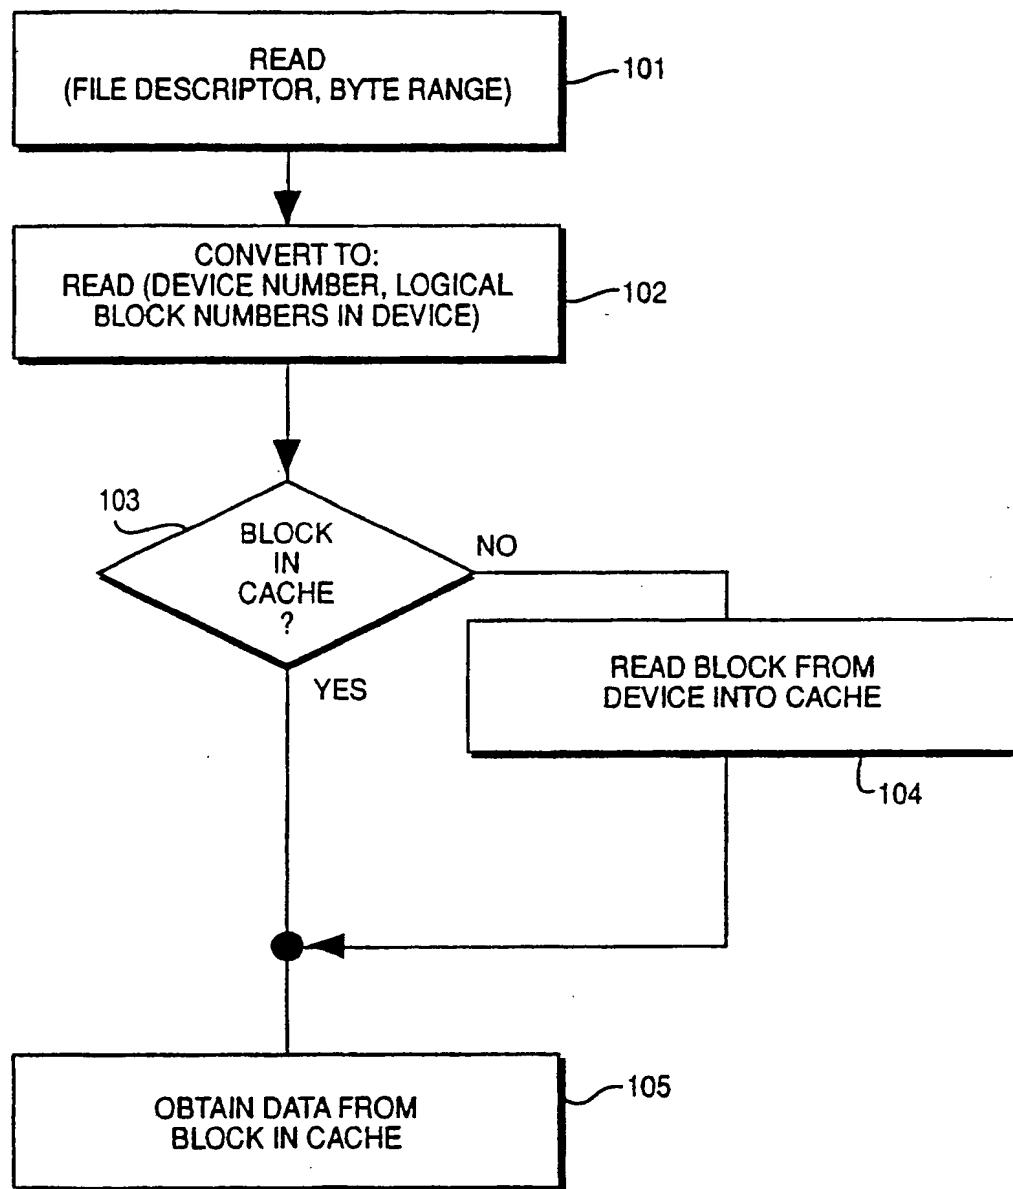 READ
(FILE DESCRIPTOR, BYTE RANGE)
101
CONVERT TO:
READ (DEVICE NUMBER, LOGICAL
BLOCK NUMBERS IN DEVICE)
102
103
BLOCK
IN
CACHE
?
NO
YES
READ BLOCK FROM
DEVICE INTO CACHE
104
OBTAIN DATA FROM
BLOCK IN CACHE
105